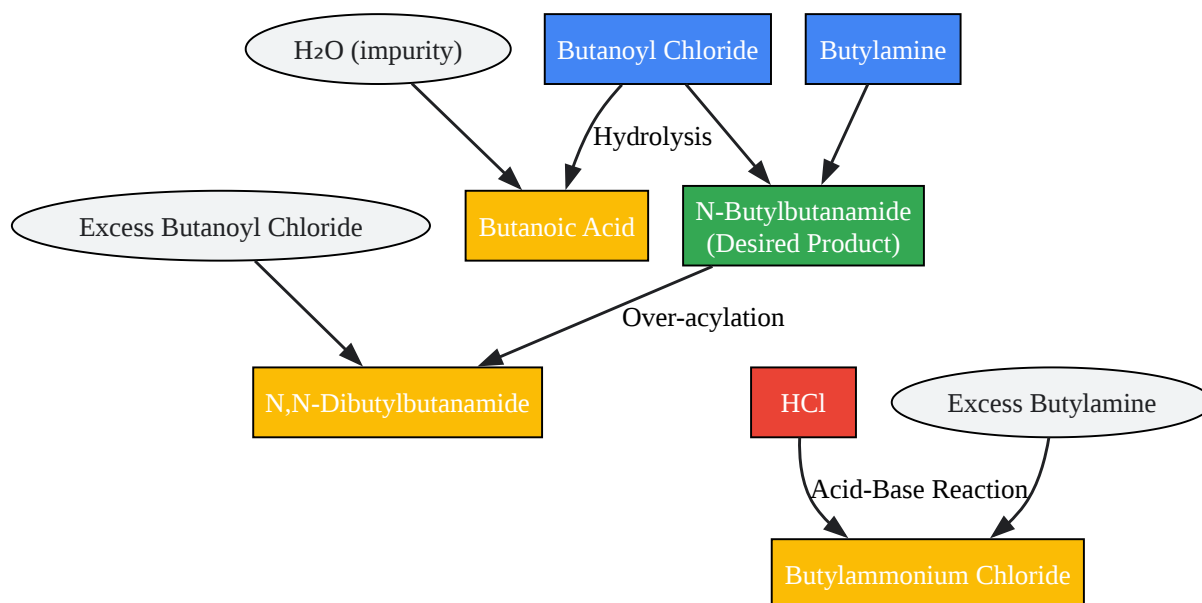 H₂O (impurity)
Butanoyl Chloride
Butylamine
Hydrolysis
Excess Butanoyl Chloride
Butanoic Acid
N-Butylbutanamide
(Desired Product)
Over-acylation
N,N-Dibutylbutanamide
HCl
Excess Butylamine
Acid-Base Reaction
Butylammonium Chloride